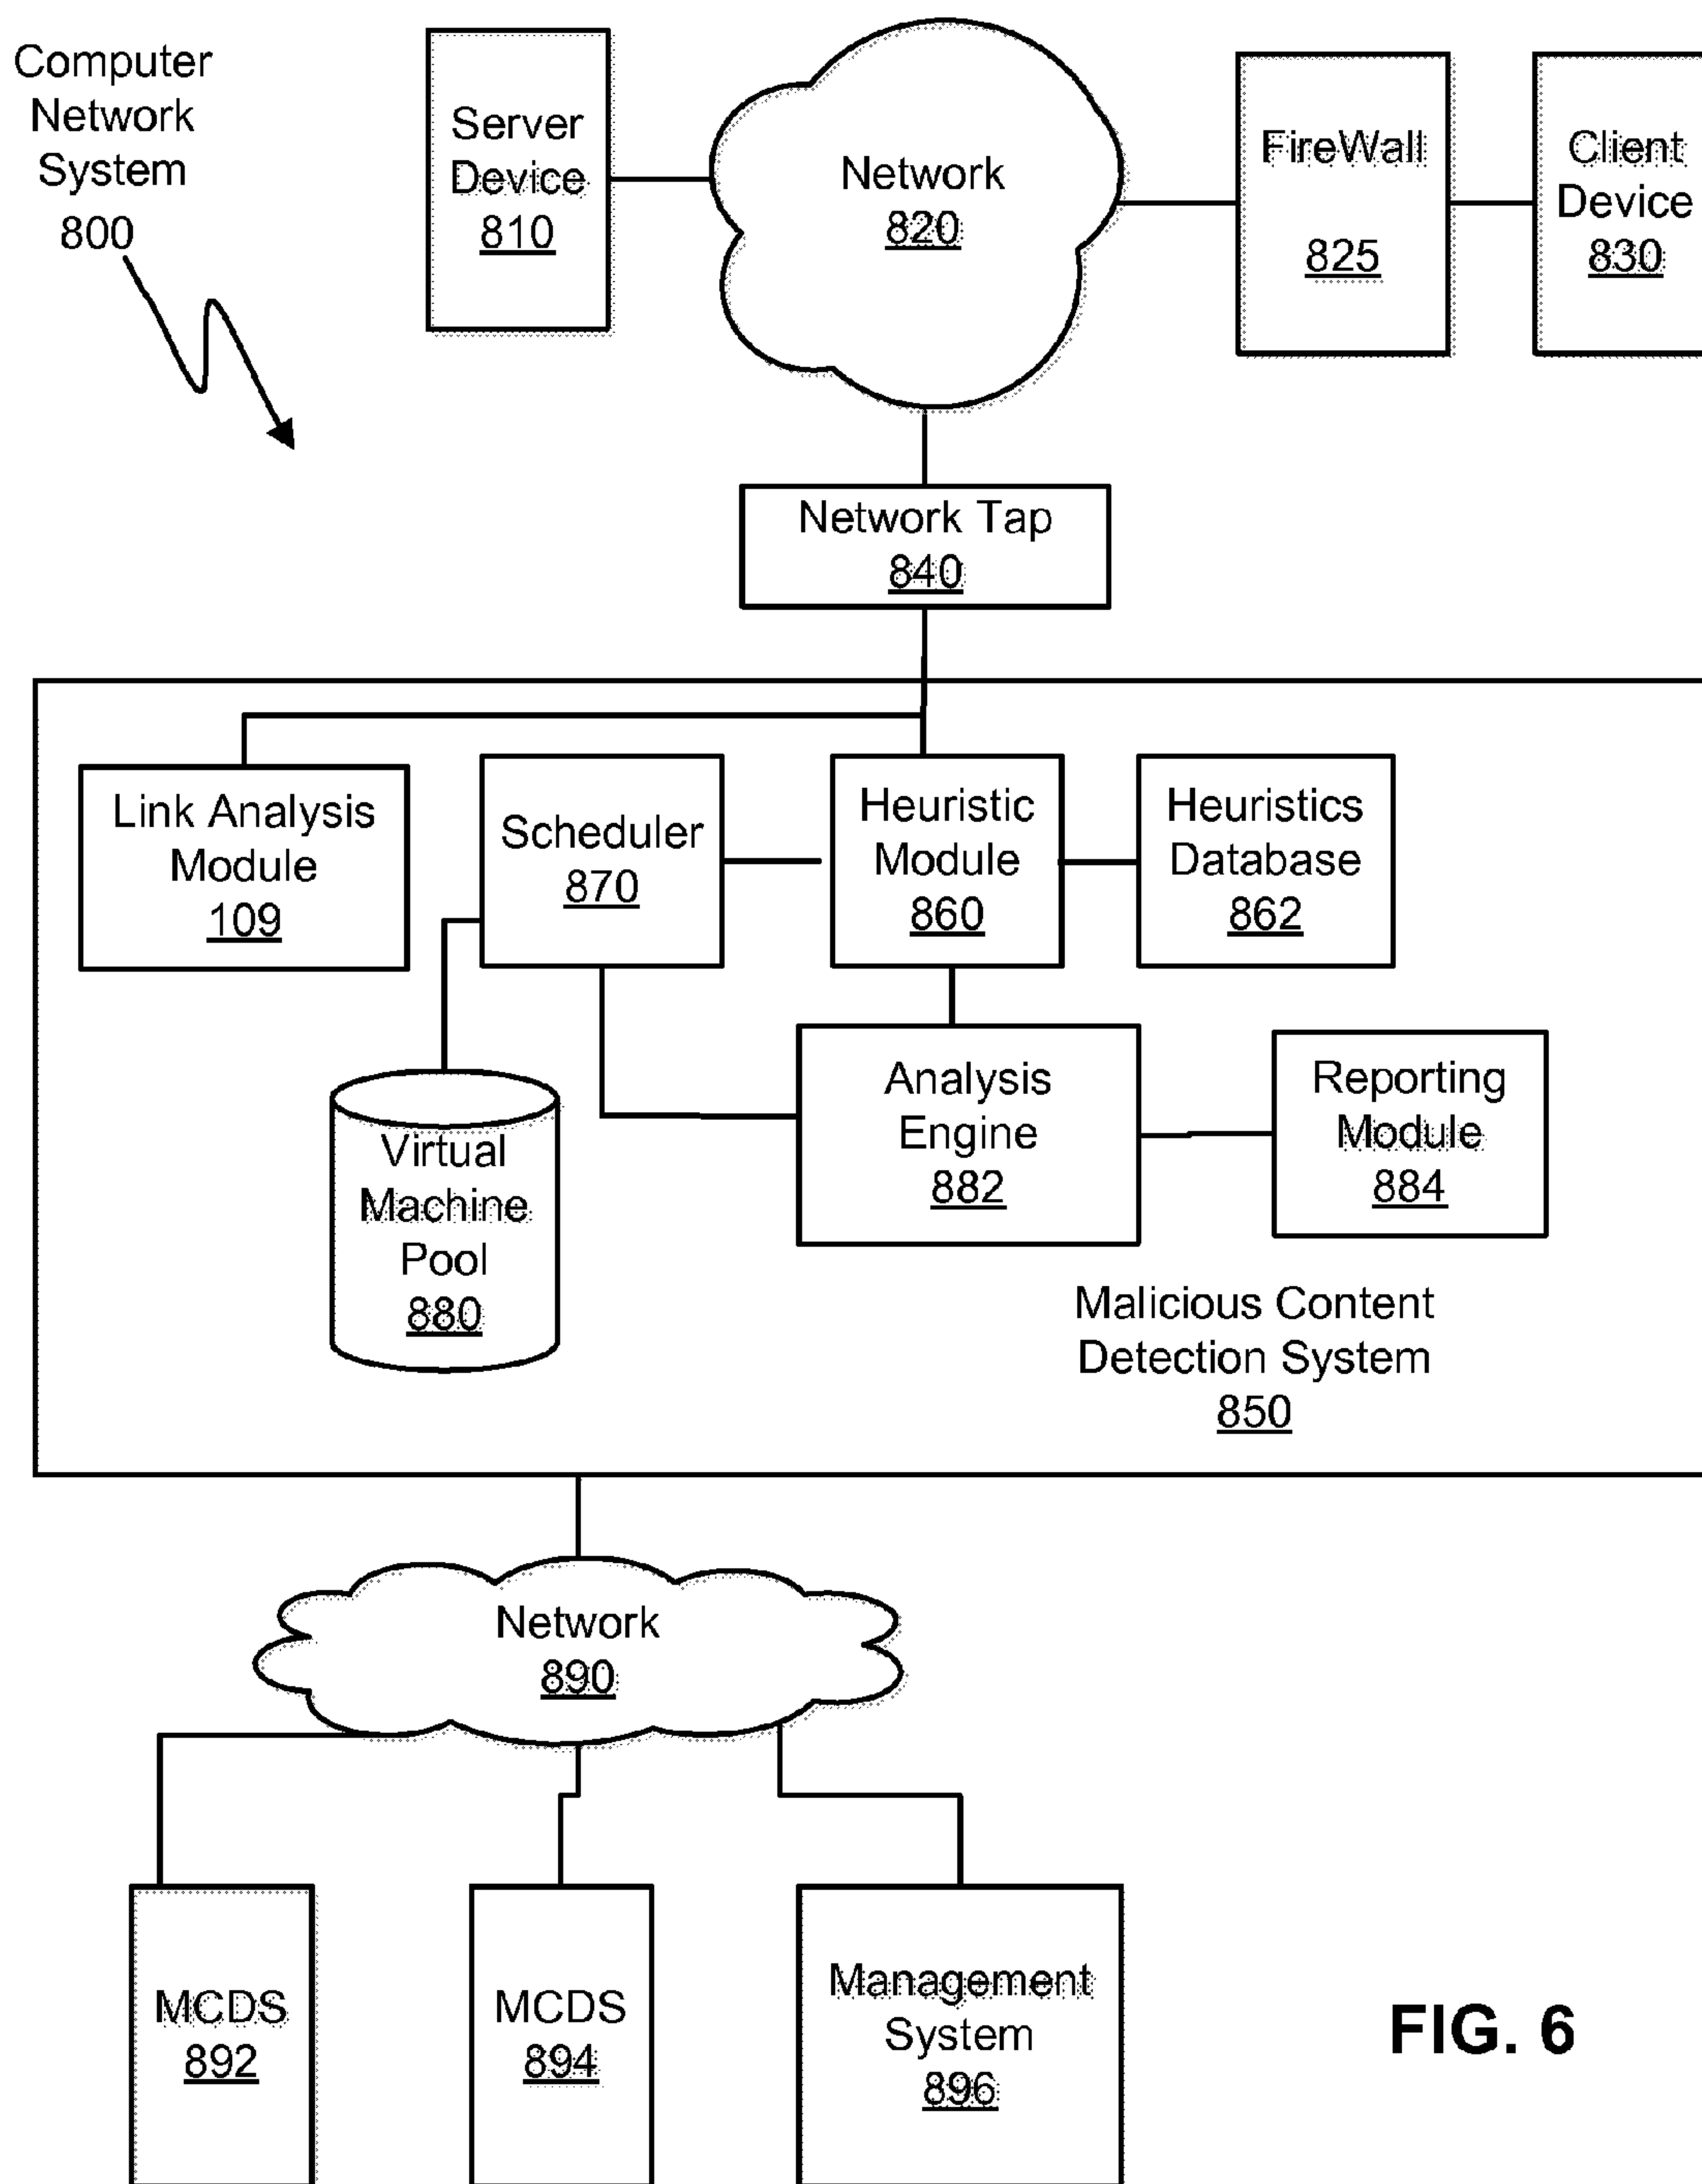 Computer
Network
System
800
Server
Device
810
Network
820
FireWall
825
Client
Device
830
Network Tap
840
Link Analysis
Module
109
Scheduler
870
Heuristic
Module
860
Heuristics
Database
862
Virtual
Machine
Pool
880
Analysis
Engine
882
Reporting
Module
884
Malicious Content
Detection System
850
Network
890
MCDS
892
MCDS
894
Management
System
896
FIG. 6